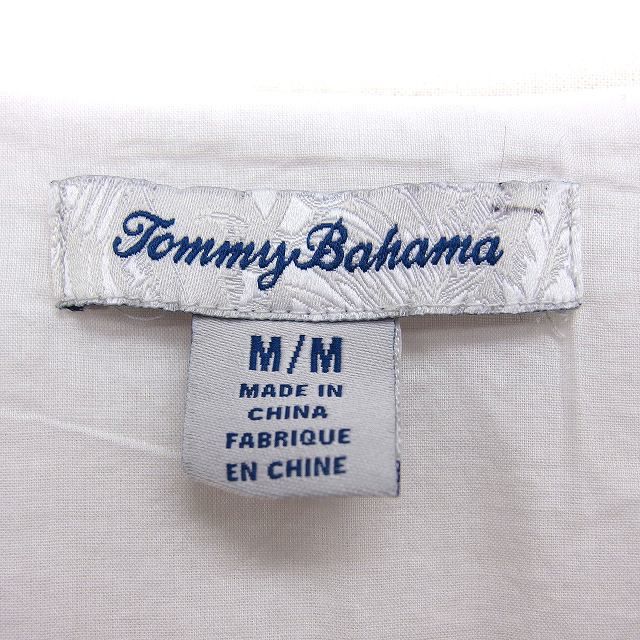 Tommy Bahama
M/M
MADE IN
CHINA
FABRIQUE
EN CHINE